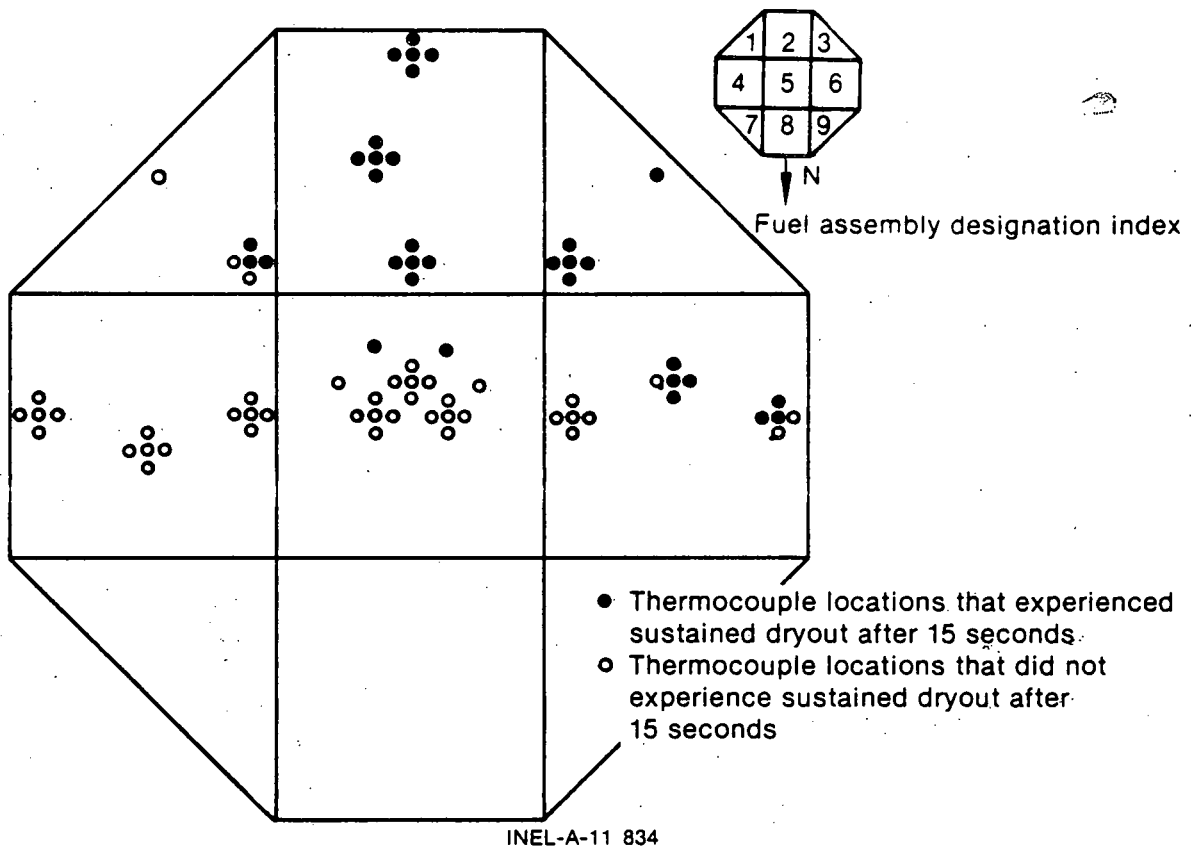 1 2 3
4 5 6
7 8 9
N
Fuel assembly designation index
Thermocouple locations that experienced
sustained dryout after 15 seconds
Thermocouple locations that did not
experience sustained dryout after
15 seconds
INEL-A-11 834